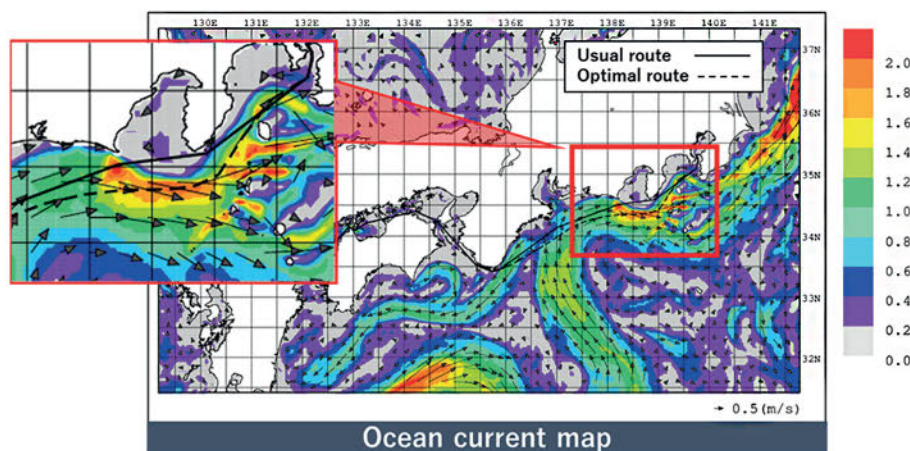 130E 131E 132E 133E 134E 135E 136E 137E 138E 139E 140E 141E
Usual route
Optimal route
37N
36N
35N
34N
33N
32N
2.0
1.8
1.6
1.4
1.2
1.0
0.8
0.6
0.4
0.2
0.0
0.5(m/s)
Ocean current map